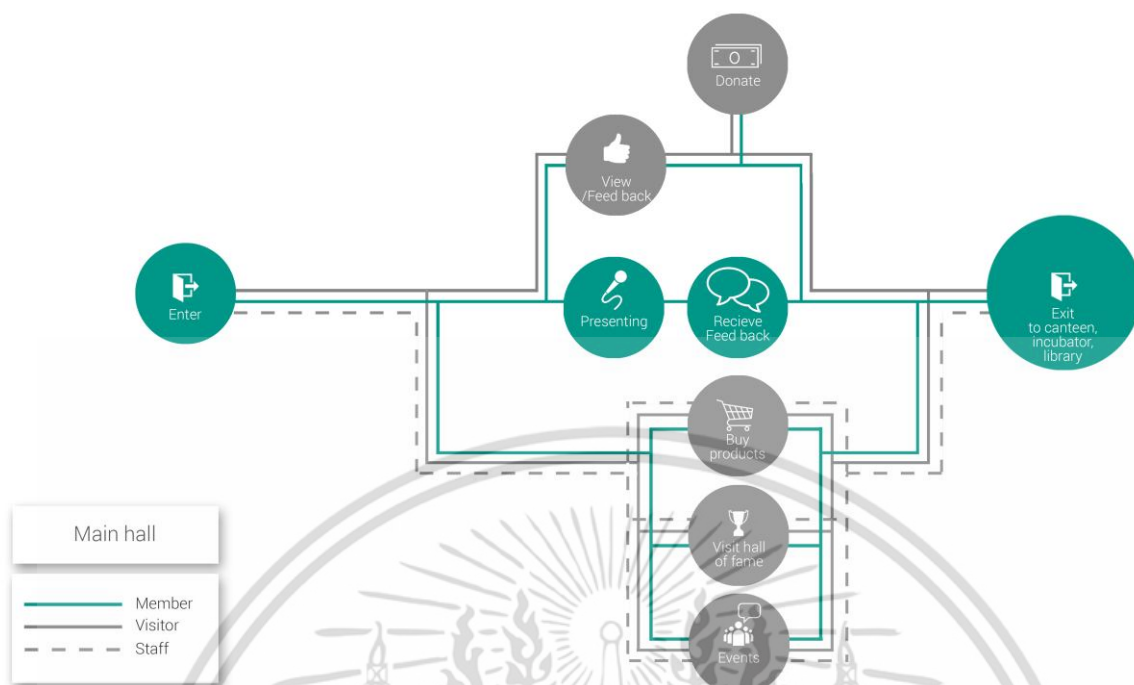 Donate
View
/Feed back
Enter
Presenting
Recieve
Feed back
Exit
to canteen,
incubator,
library
Buy
products
Visit hall
of fame
Events
Main hall
Member
Visitor
Staff